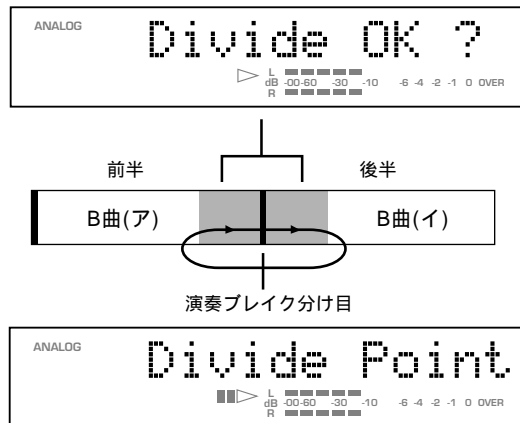 ANALOG
Divide OK ?
L
dB -00-60 -30 -10 -6 -4 -2 -1 0 OVER
R
前半 後半
B曲(ア) B曲(イ)
演奏ブレイク分け目
ANALOG
Divide Point
L
dB -00-60 -30 -10 -6 -4 -2 -1 0 OVER
R